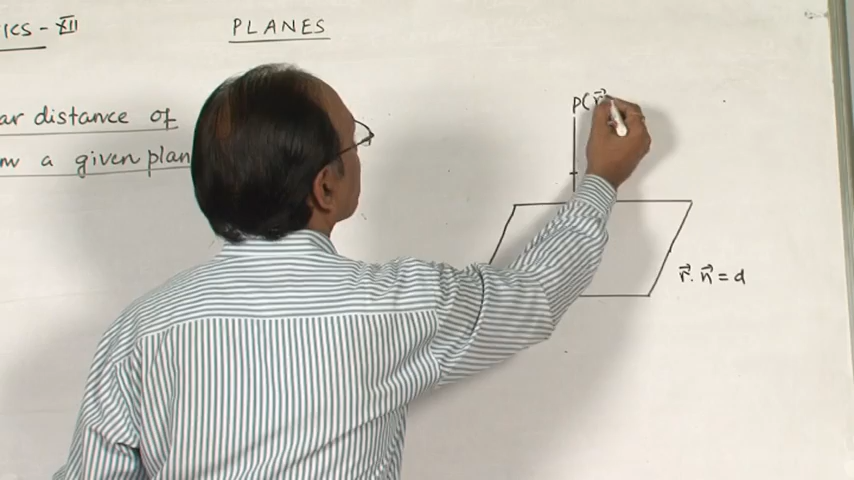 ICS - XII
PLANES
ar distance of
m a given plan
P(r⃗
r⃗. n⃗ = d